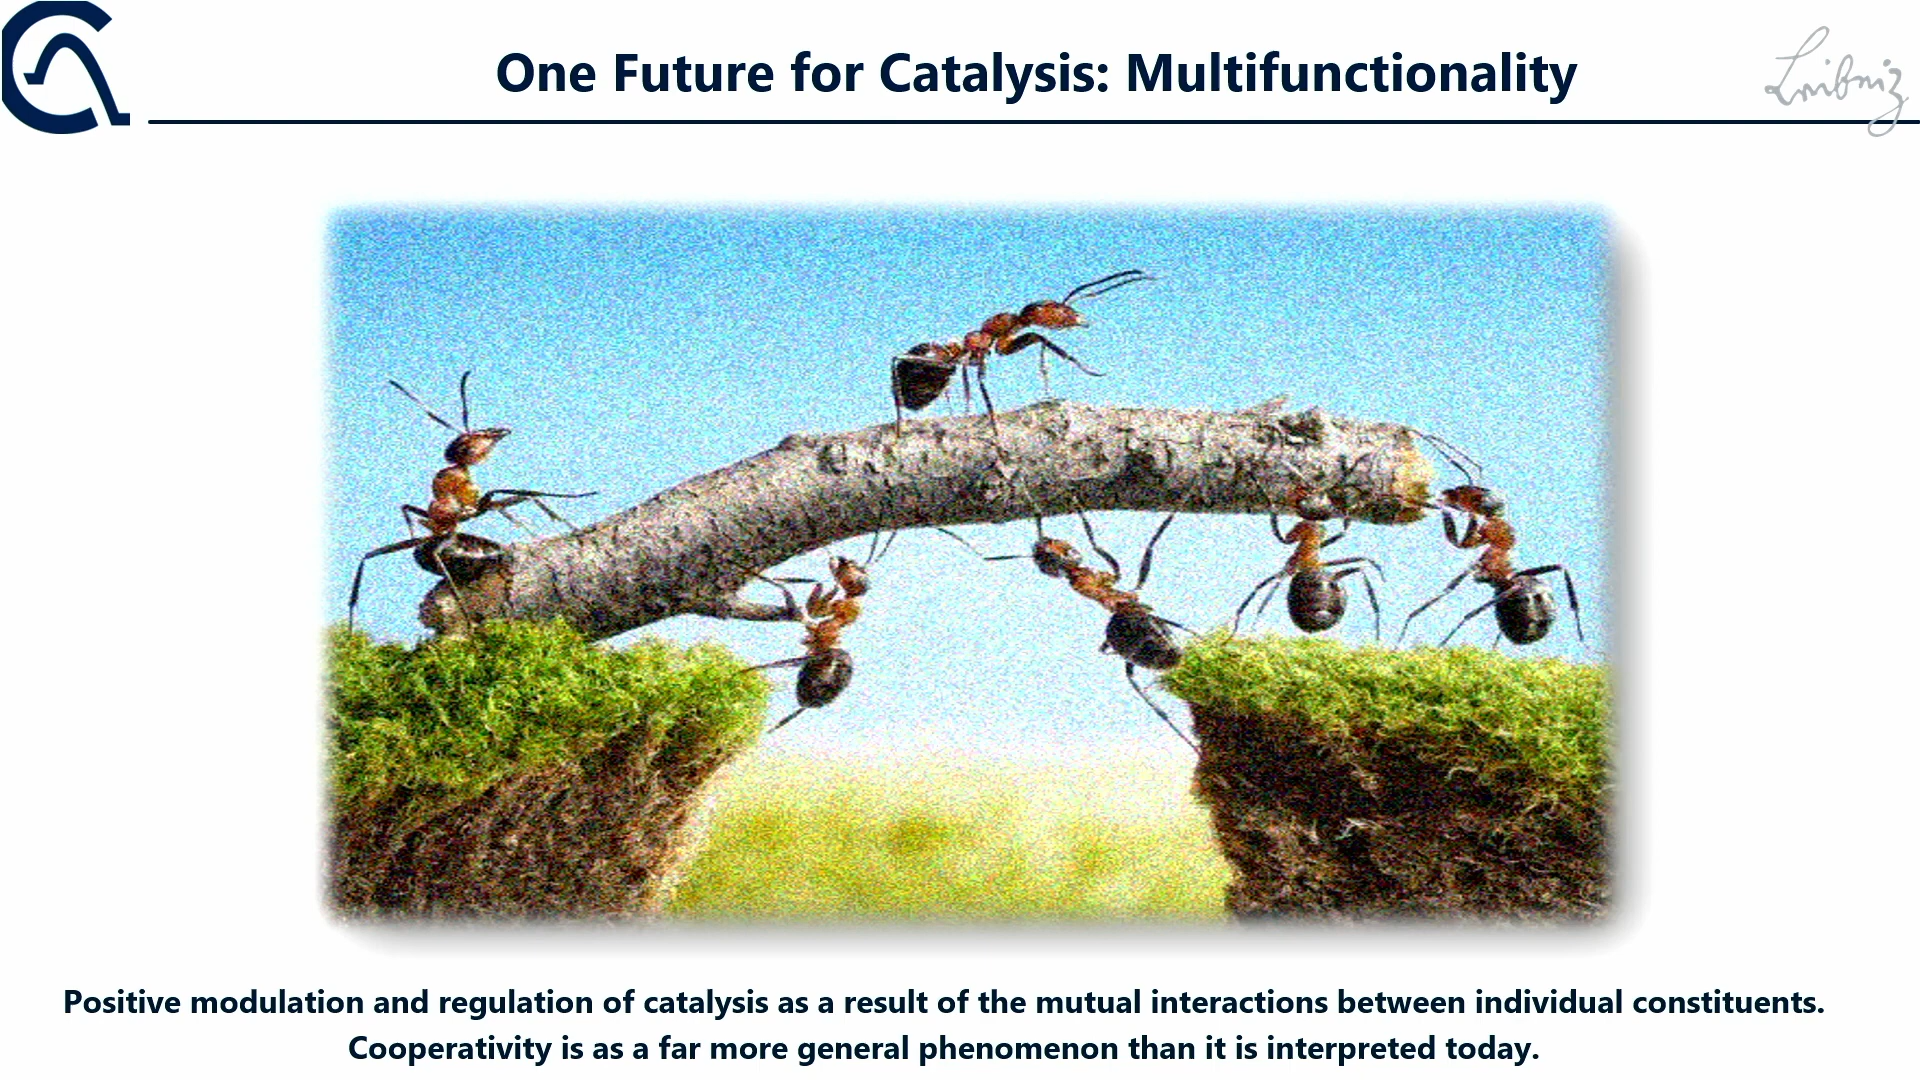 One Future for Catalysis: Multifunctionality
Leibniz
Positive modulation and regulation of catalysis as a result of the mutual interactions between individual constituents.
Cooperativity is as a far more general phenomenon than it is interpreted today.